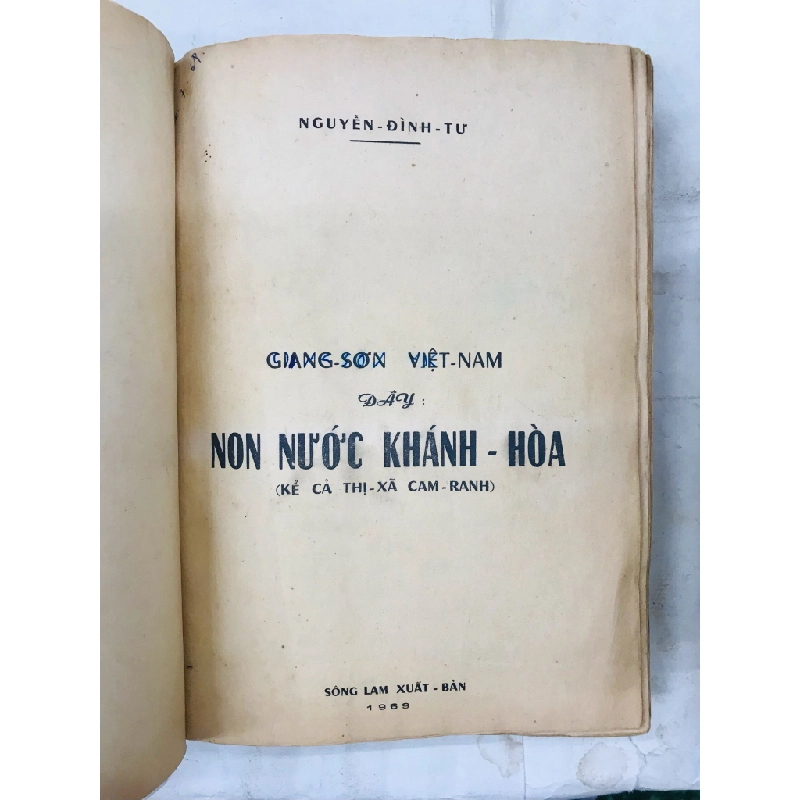 NGUYỄN-ĐÌNH-TƯ
GIANG-SƠN VIỆT-NAM
ĐÂY:
NON NƯỚC KHÁNH-HÒA
(KỂ CẢ THỊ-XÃ CAM-RANH)
SÔNG LAM XUẤT-BẢN
1969